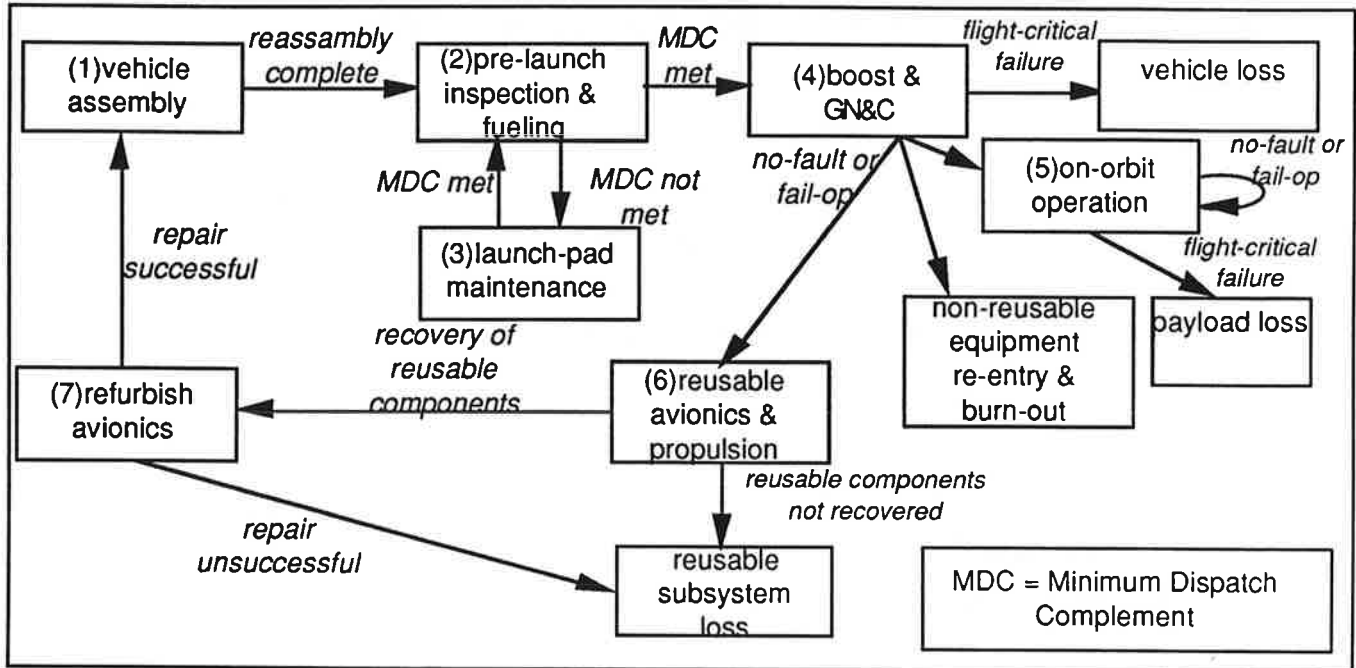 (1)vehicle
assembly
reassambly
complete
(2)pre-launch
inspection &
fueling
MDC
met
(4)boost &
GN&C
flight-critical
failure
vehicle loss
MDC met
MDC not
met
(3)launch-pad
maintenance
no-fault or
fail-op
(5)on-orbit
operation
no-fault or
fail-op
flight-critical
failure
payload loss
non-reusable
equipment
re-entry &
burn-out
repair
successful
recovery of
reusable
components
(6)reusable
avionics &
propulsion
(7)refurbish
avionics
repair
unsuccessful
reusable components
not recovered
reusable
subsystem
loss
MDC = Minimum Dispatch
Complement